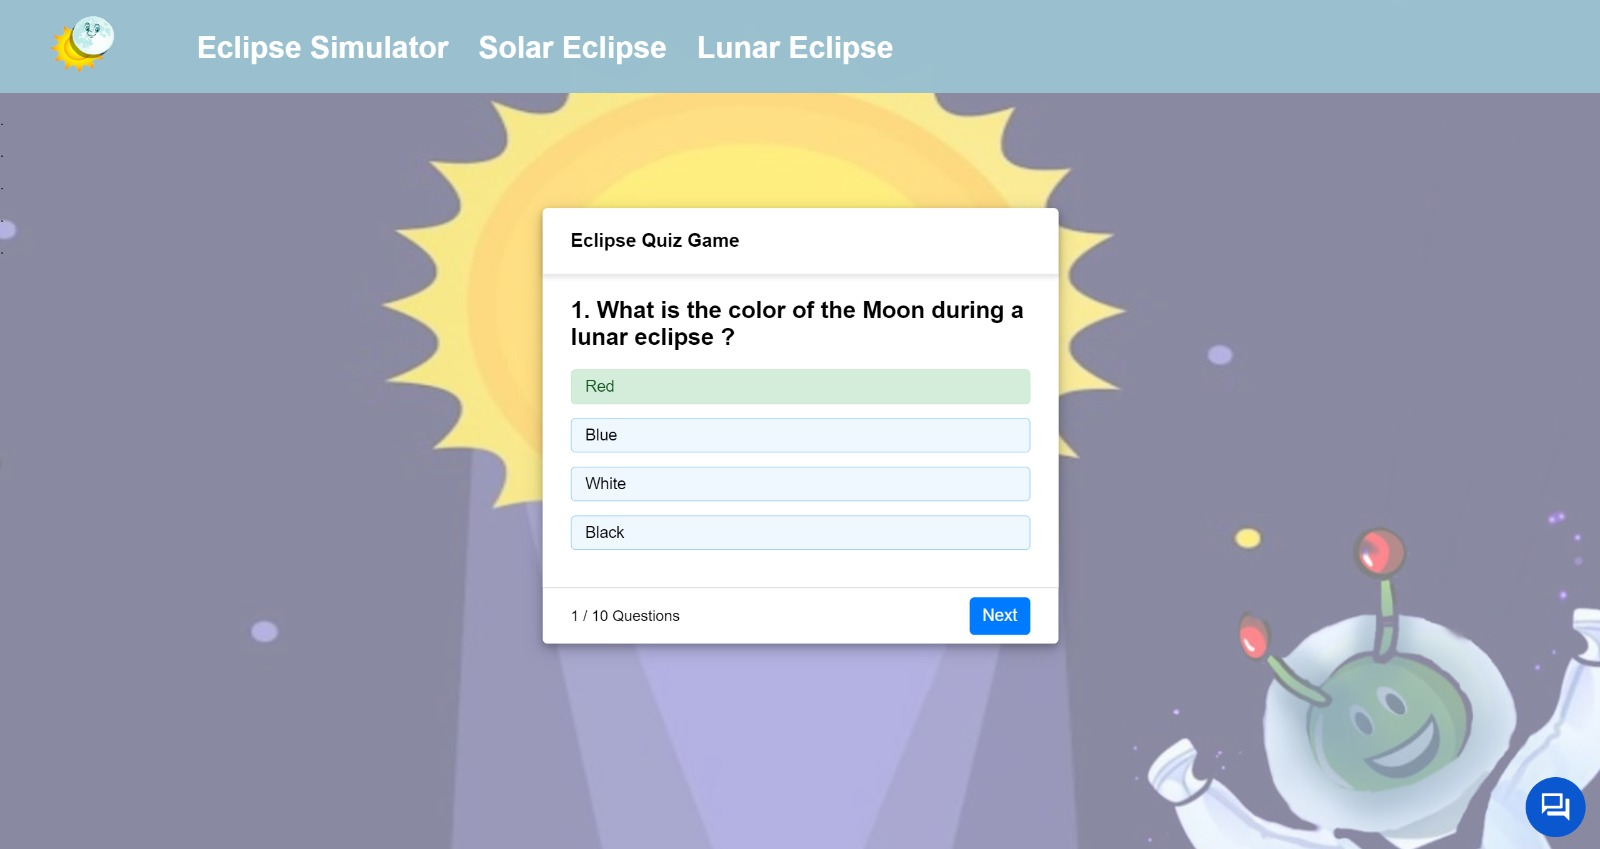 Eclipse Simulator Solar Eclipse Lunar Eclipse
Eclipse Quiz Game
1. What is the color of the Moon during a
lunar eclipse ?
Red
Blue
White
Black
1 / 10 Questions
Next